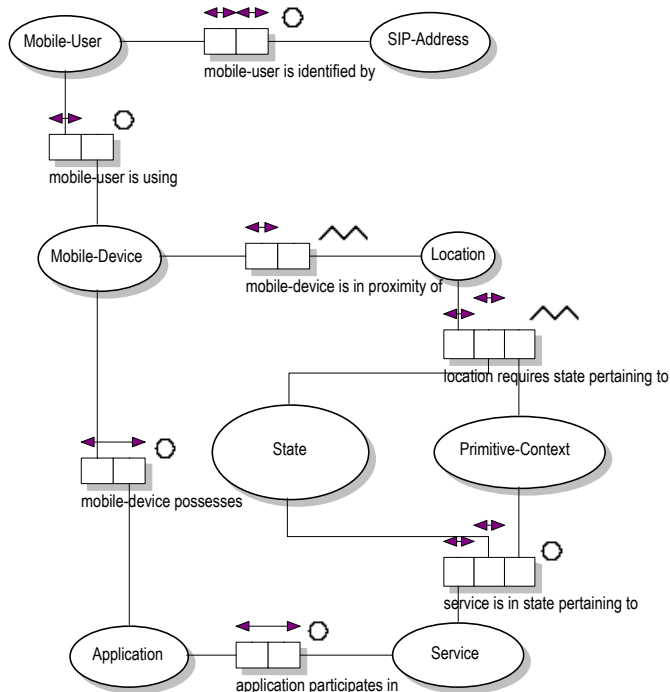 Mobile-User
SIP-Address
mobile-user is identified by
mobile-user is using
Mobile-Device
Location
mobile-device is in proximity of
location requires state pertaining to
State
Primitive-Context
mobile-device possesses
service is in state pertaining to
Application
Service
application participates in